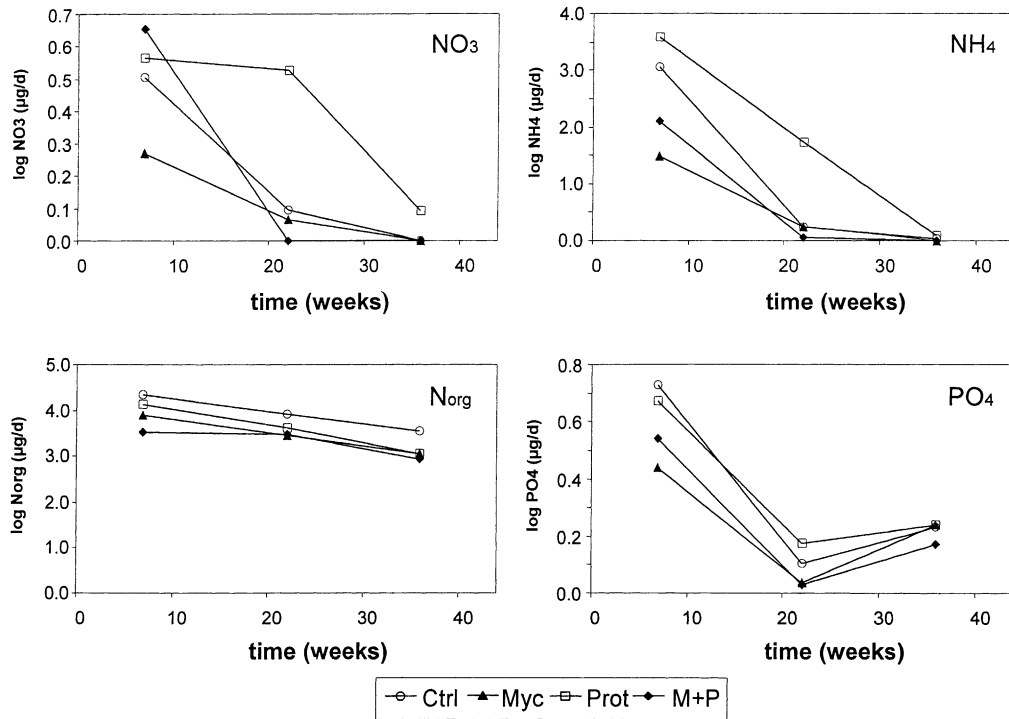 NO3
log NO3 (µg/d)
0.7
0.6
0.5
0.4
0.3
0.2
0.1
0.0
0 10 20 30 40
time (weeks)
NH4
log NH4 (µg/d)
4.0
3.0
2.0
1.0
0.0
0 10 20 30 40
time (weeks)
Norg
log Norg (µg/d)
5.0
4.0
3.0
2.0
1.0
0.0
0 10 20 30 40
time (weeks)
PO4
log PO4 (µg/d)
0.8
0.6
0.4
0.2
0.0
0 10 20 30 40
time (weeks)
Ctrl Myc Prot M+P